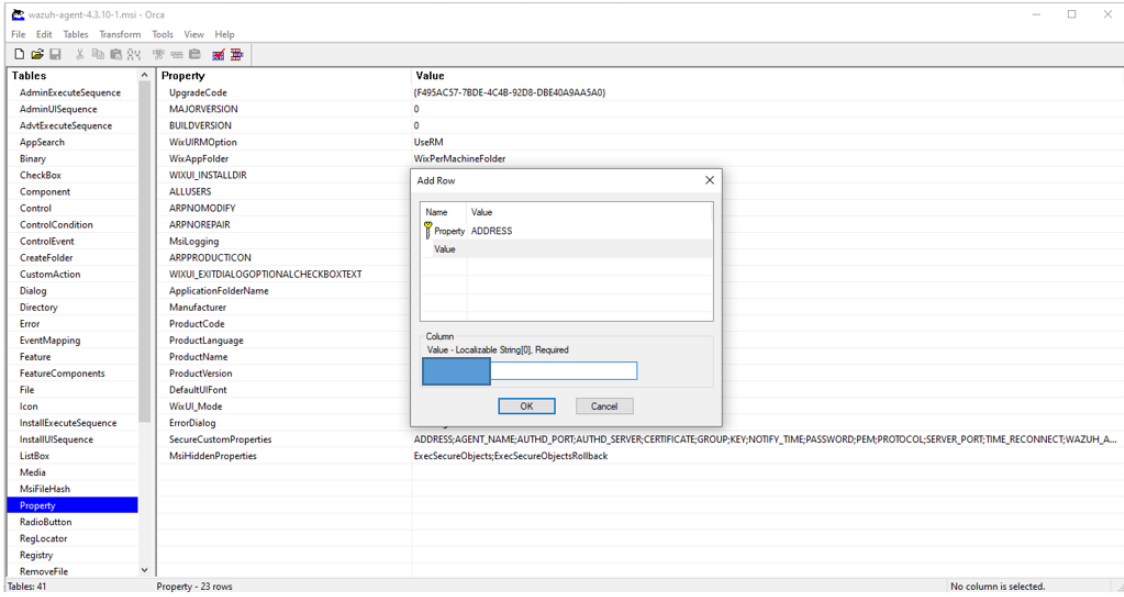 wazuh-agent-4.3.10-1.msi - Orca
File Edit Tables Transform Tools View Help
Tables Property Value
AdminExecuteSequence UpgradeCode {F495AC57-7BDE-4C4B-92D8-DBE40A9AA5A0}
AdminUISequence MAJORVERSION 0
AdvtExecuteSequence BUILDVERSION 0
AppSearch WixUIRMOption UseRM
Binary WixAppFolder WixPerMachineFolder
CheckBox WIXUI_INSTALLDIR
Component ALLUSERS
Control ARPNOMODIFY
ControlCondition ARPNOREPAIR
ControlEvent MsiLogging
CreateFolder ARPPRODUCTICON
CustomAction WIXUI_EXITDIALOGOPTIONALCHECKBOXTEXT
Dialog ApplicationFolderName
Directory Manufacturer
Error ProductCode
EventMapping ProductLanguage
Feature ProductName
FeatureComponents ProductVersion
File DefaultUIFont
Icon WixUI_Mode
InstallExecuteSequence ErrorDialog
InstallUISequence SecureCustomProperties ADDRESS;AGENT_NAME;AUTHD_PORT;AUTHD_SERVER;CERTIFICATE;GROUP;KEY;NOTIFY_TIME;PASSWORD;PEM;PROTOCOL;SERVER_PORT;TIME_RECONNECT;WAZUH_A...
ListBox MsiHiddenProperties ExecSecureObjects;ExecSecureObjectsRollback
Media
MsiFileHash
Property
RadioButton
RegLocator
Registry
RemoveFile
Add Row
Name Value
Property ADDRESS
Value
Column
Value - Localizable String[0], Required
OK Cancel
Tables: 41 Property - 23 rows No column is selected.